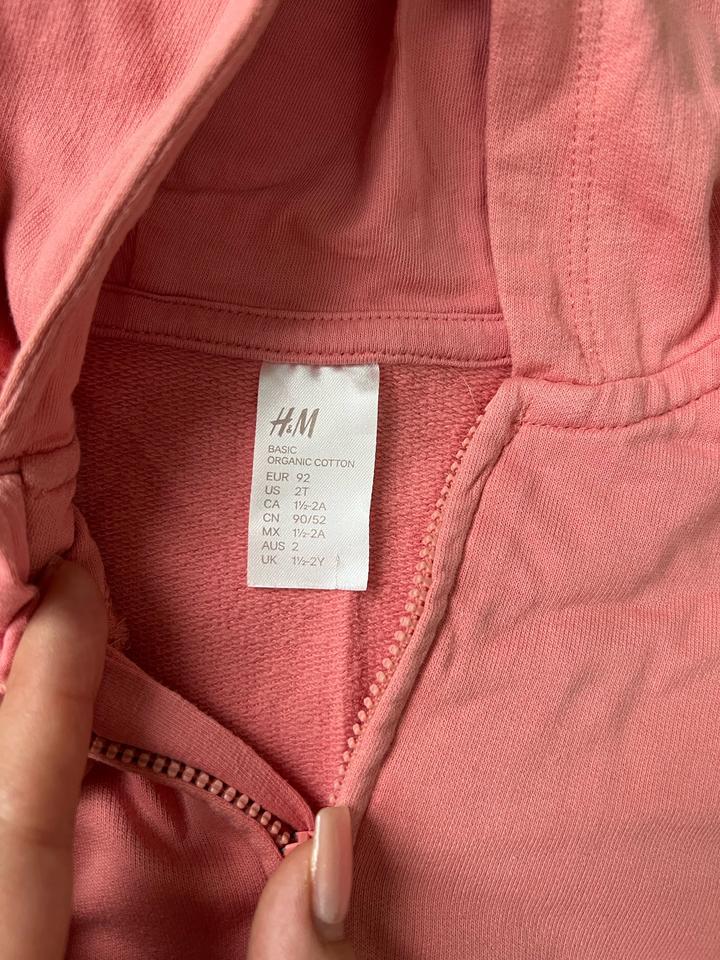 H&M
BASIC
ORGANIC COTTON
EUR 92
US 2T
CA 1½-2A
CN 90/52
MX 1½-2A
AUS 2
UK 1½-2Y